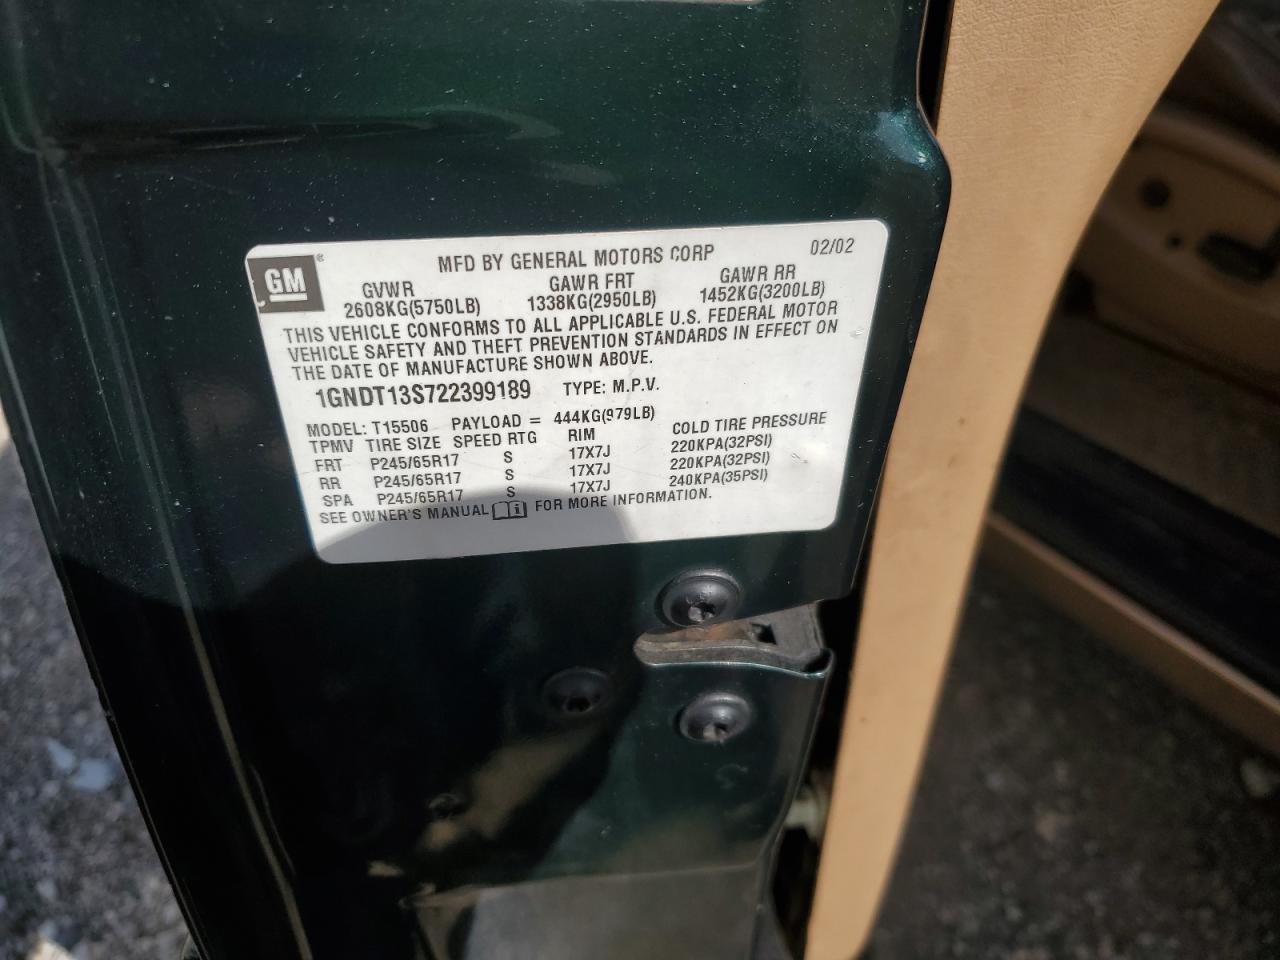 GM®
MFD BY GENERAL MOTORS CORP 02/02
GVWR GAWR FRT GAWR RR
2608KG(5750LB) 1338KG(2950LB) 1452KG(3200LB)
THIS VEHICLE CONFORMS TO ALL APPLICABLE U.S. FEDERAL MOTOR
VEHICLE SAFETY AND THEFT PREVENTION STANDARDS IN EFFECT ON
THE DATE OF MANUFACTURE SHOWN ABOVE.
1GNDT13S722399189 TYPE: M.P.V.
MODEL: T15506 PAYLOAD = 444KG(979LB)
TPMV TIRE SIZE SPEED RTG RIM COLD TIRE PRESSURE
FRT P245/65R17 S 17X7J 220KPA(32PSI)
RR P245/65R17 S 17X7J 220KPA(32PSI)
SPA P245/65R17 S 17X7J 240KPA(35PSI)
SEE OWNER'S MANUAL i FOR MORE INFORMATION.